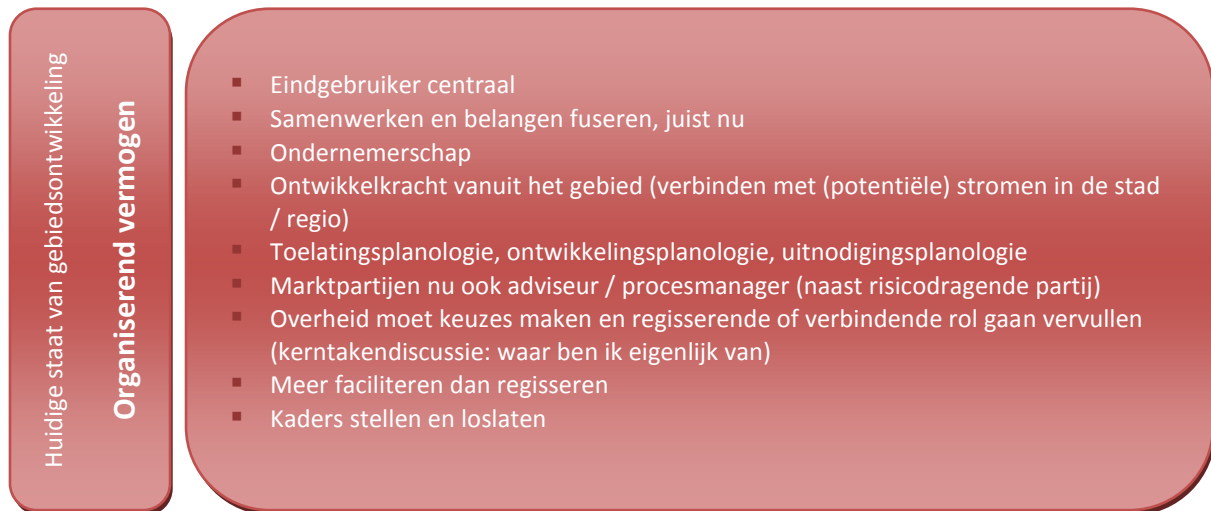 Huidige staat van gebiedsontwikkeling
Organiserend vermogen
▪ Eindgebruiker centraal
▪ Samenwerken en belangen fuseren, juist nu
▪ Ondernemerschap
▪ Ontwikkelkracht vanuit het gebied (verbinden met (potentiële) stromen in de stad
/ regio)
▪ Toelatingsplanologie, ontwikkelingsplanologie, uitnodigingsplanologie
▪ Marktpartijen nu ook adviseur / procesmanager (naast risicodragende partij)
▪ Overheid moet keuzes maken en regisserende of verbindende rol gaan vervullen
(kerntakendiscussie: waar ben ik eigenlijk van)
▪ Meer faciliteren dan regisseren
▪ Kaders stellen en loslaten